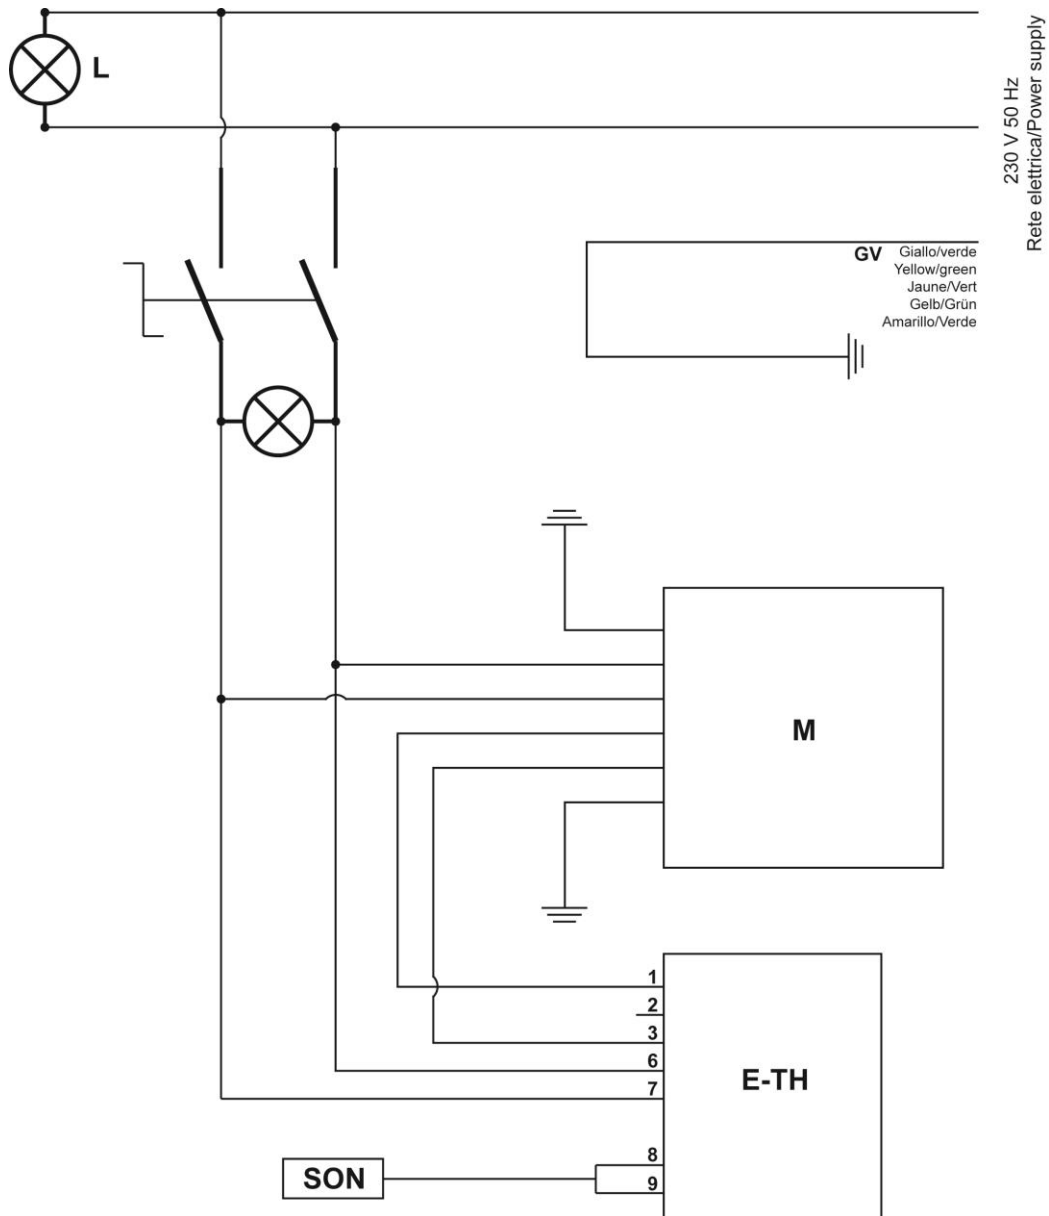 L
230 V 50 Hz
Rete elettrica/Power supply
GV Giallo/verde
Yellow/green
Jaune/Vert
Gelb/Grün
Amarillo/Verde
M
1
2
3
6
7
E-TH
8
9
SON